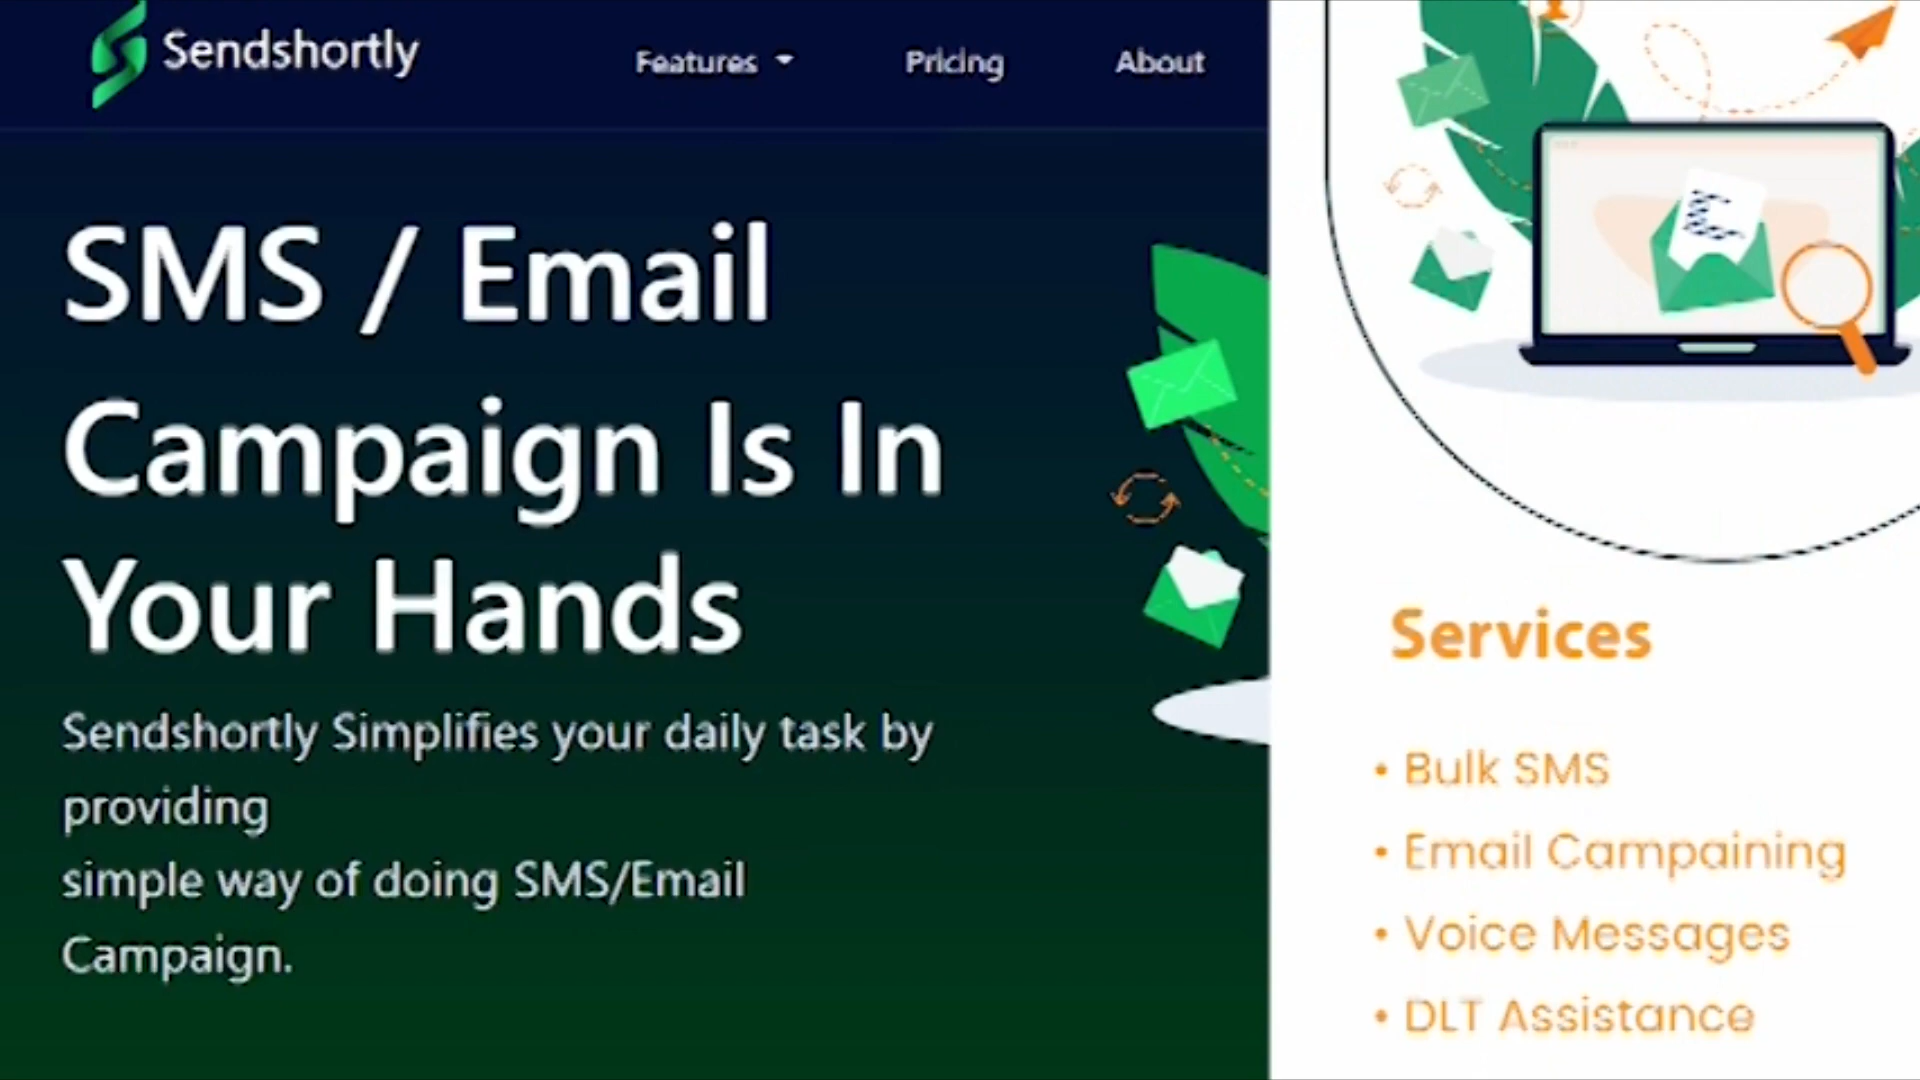 Sendshortly
Features
Pricing
About
SMS / Email
Campaign Is In
Your Hands
Sendshortly Simplifies your daily task by
providing
simple way of doing SMS/Email
Campaign.
Services
• Bulk SMS
• Email Campaining
• Voice Messages
• DLT Assistance